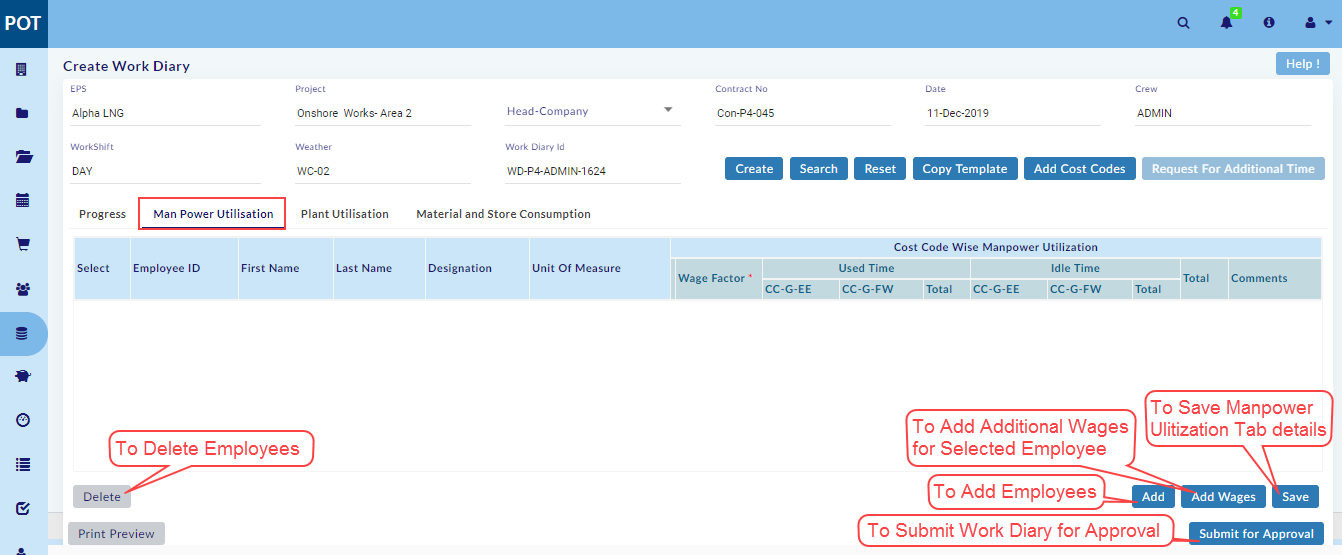 POT
4
Create Work Diary
Help !
EPS
Project
Contract No
Date
Crew
Alpha LNG
Onshore Works- Area 2
Head-Company
Con-P4-045
11-Dec-2019
ADMIN
WorkShift
Weather
Work Diary Id
DAY
WC-02
WD-P4-ADMIN-1624
Create
Search
Reset
Copy Template
Add Cost Codes
Request For Additional Time
Progress
Man Power Utilisation
Plant Utilisation
Material and Store Consumption
Select
Employee ID
First Name
Last Name
Designation
Unit Of Measure
Cost Code Wise Manpower Utilization
Wage Factor *
Used Time
Idle Time
Total
Comments
CC-G-EE
CC-G-FW
Total
CC-G-EE
CC-G-FW
Total
To Save Manpower
Ulitization Tab details
To Add Additional Wages
for Selected Employee
To Delete Employees
To Add Employees
Delete
Add
Add Wages
Save
To Submit Work Diary for Approval
Print Preview
Submit for Approval